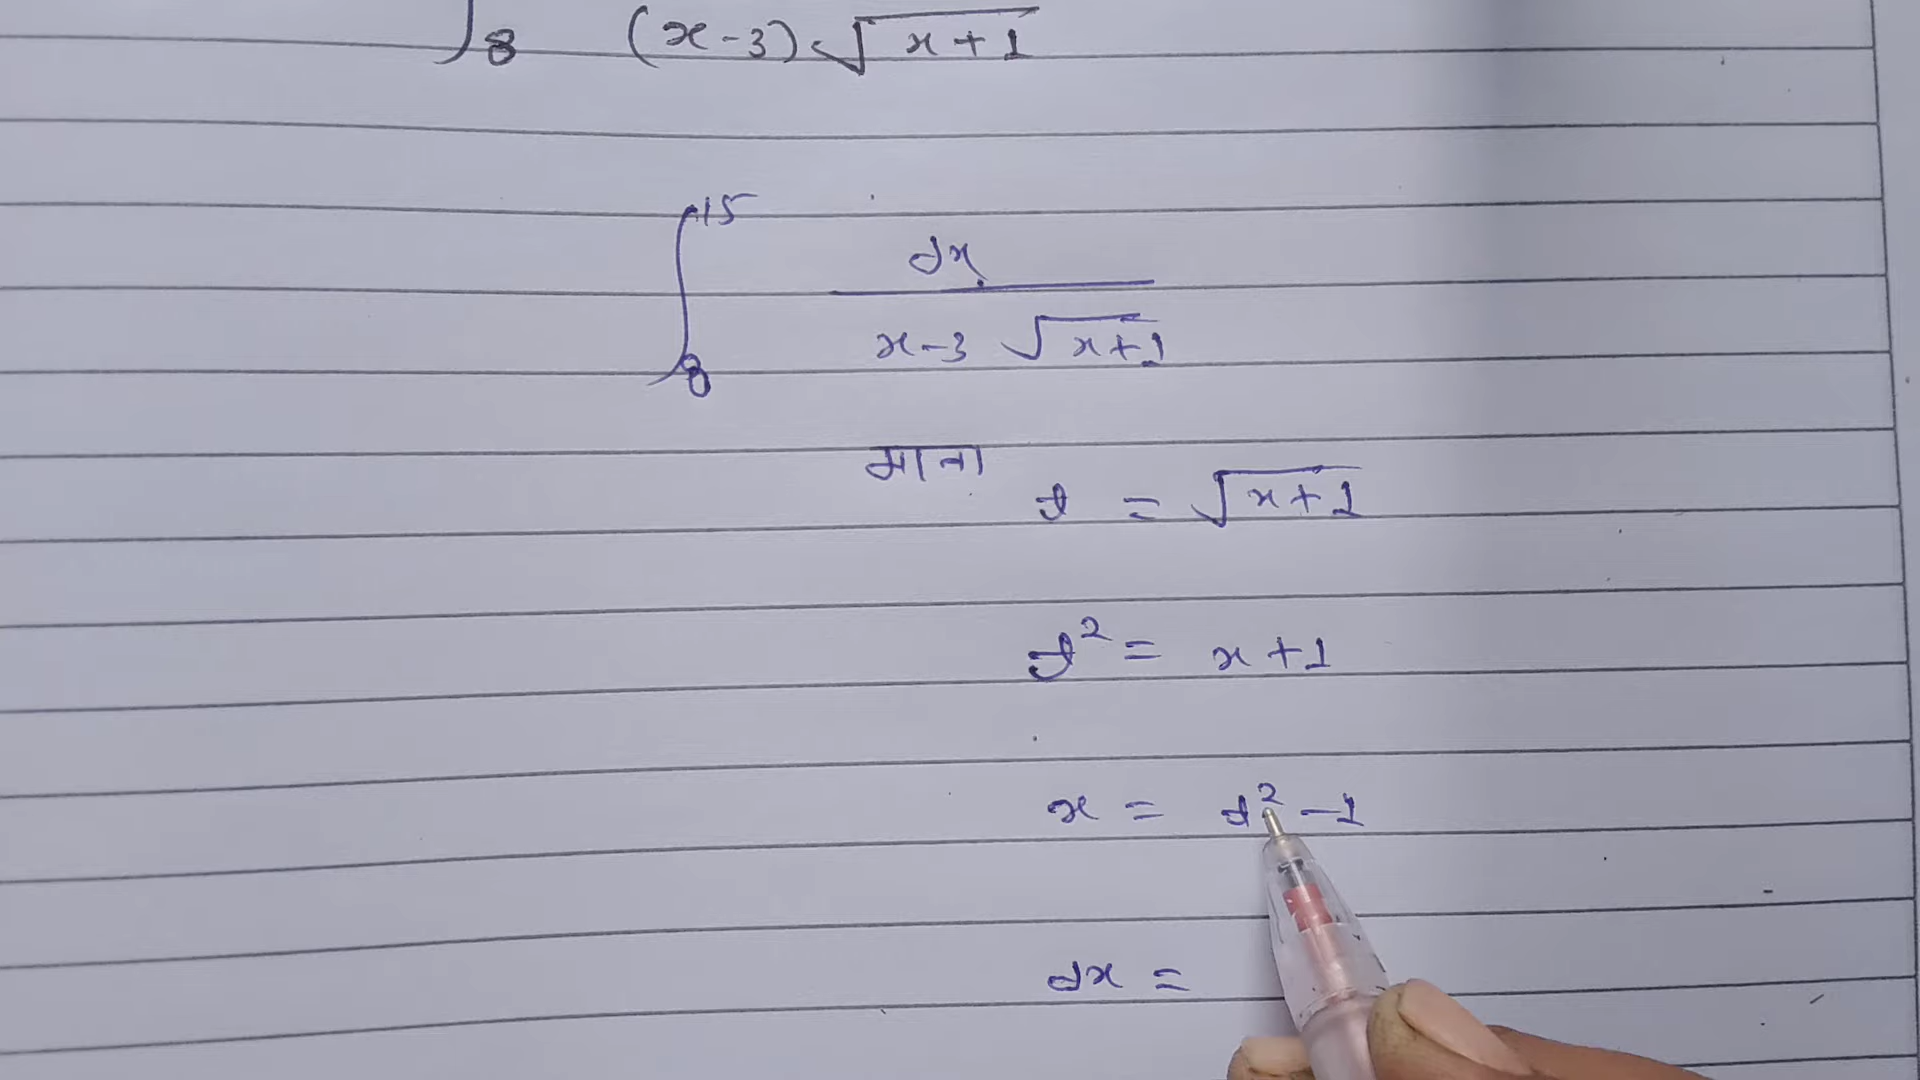 ∫₈ (x-3)√(x+1)
∫₈¹⁵ dx
x-3 √(x+1)
माना
t = √(x+1)
t² = x+1
x = t² -1
dx =